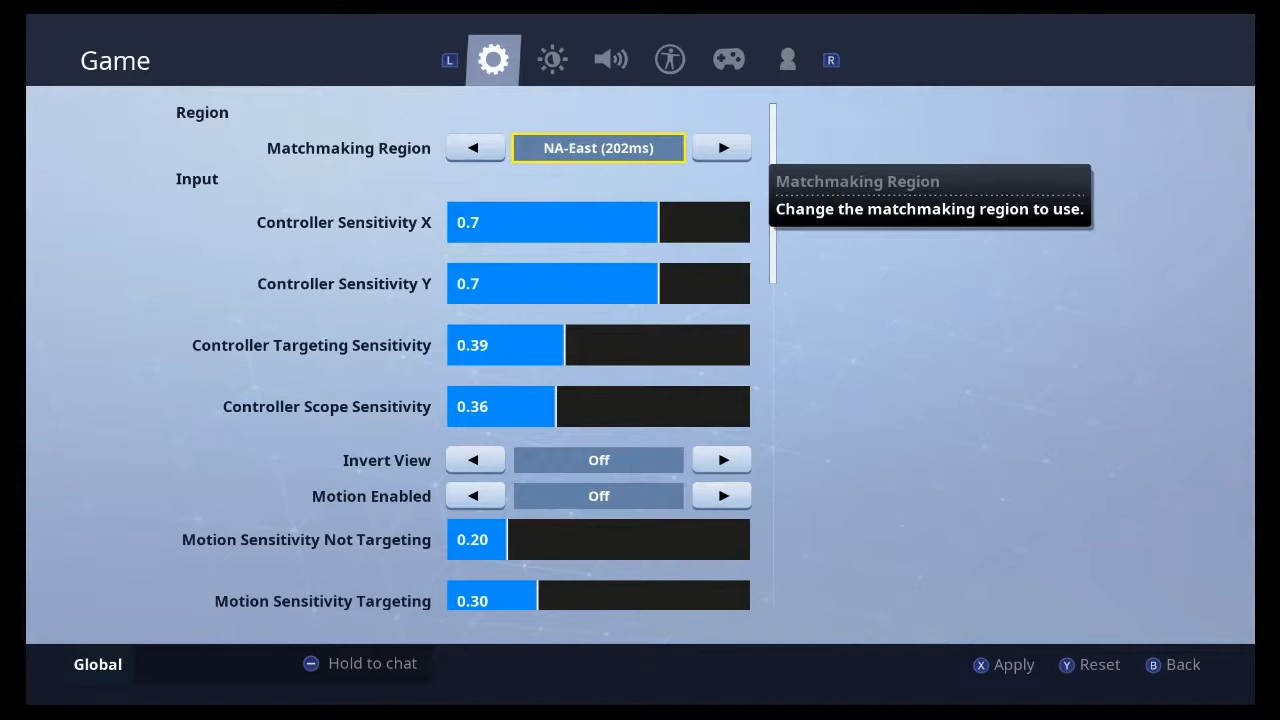 Game
L
R
Region
Matchmaking Region
NA-East (202ms)
Matchmaking Region
Change the matchmaking region to use.
Input
Controller Sensitivity X
0.7
Controller Sensitivity Y
0.7
Controller Targeting Sensitivity
0.39
Controller Scope Sensitivity
0.36
Invert View
Off
Motion Enabled
Off
Motion Sensitivity Not Targeting
0.20
Motion Sensitivity Targeting
0.30
Global
Hold to chat
X Apply
Y Reset
B Back